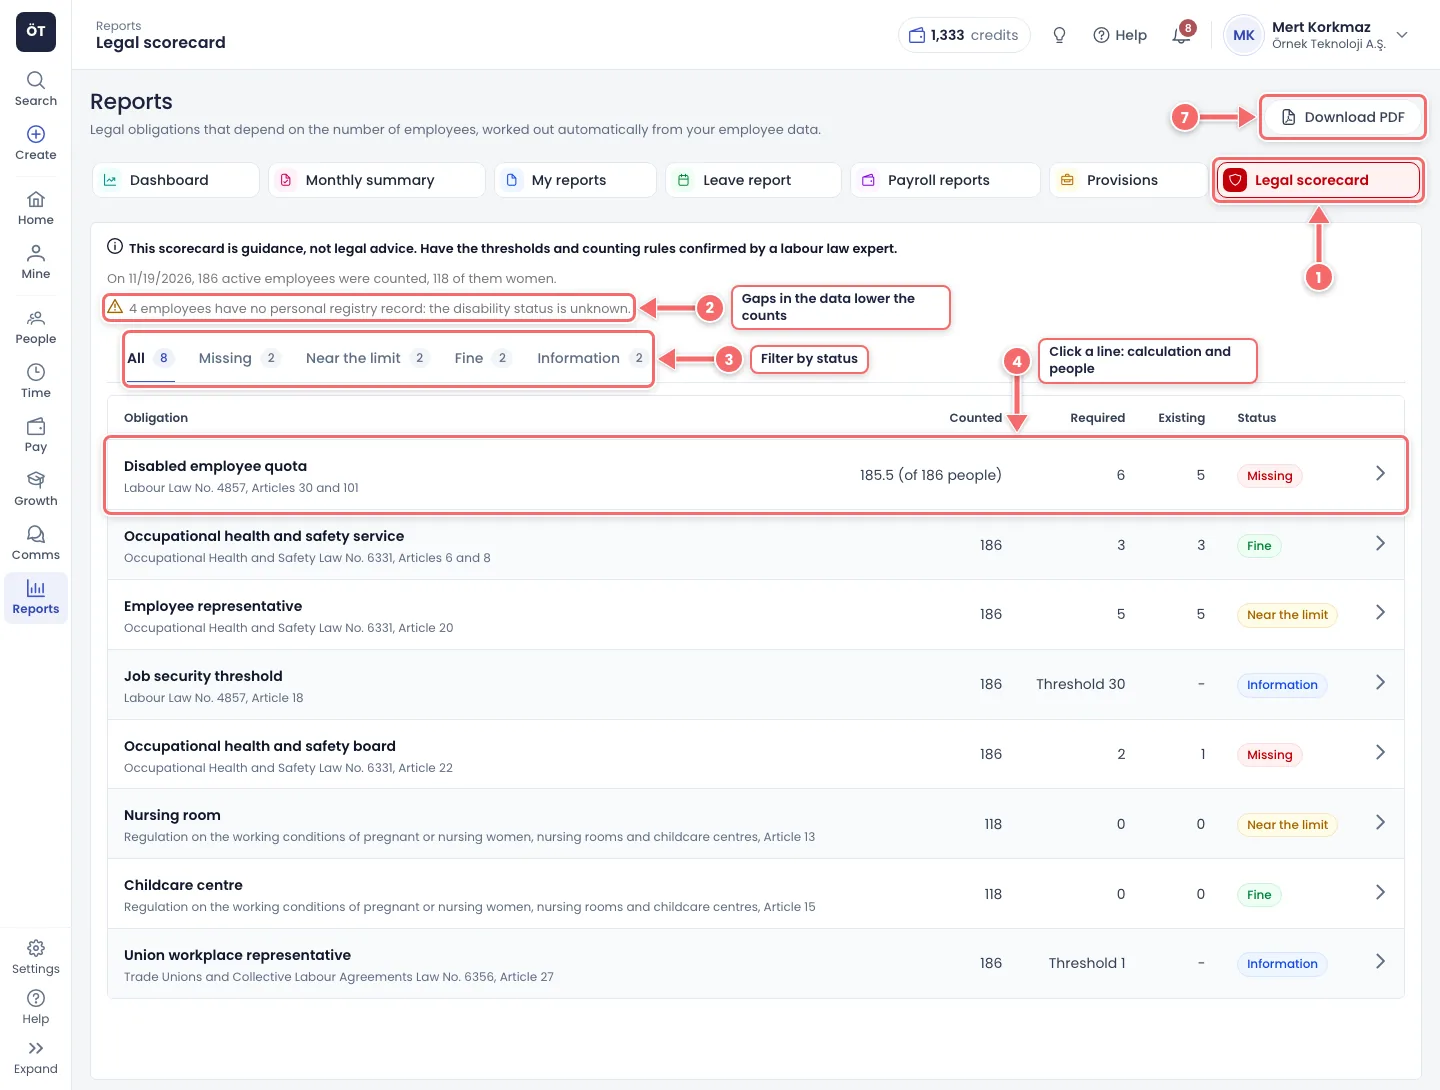 ÖT
Search
Create
Home
Mine
People
Time
Pay
Growth
Comms
Reports
Settings
Help
Expand
Reports
Legal scorecard
1,333 credits
Help
8
MK
Mert Korkmaz
Örnek Teknoloji A.Ş.
Reports
Legal obligations that depend on the number of employees, worked out automatically from your employee data.
7
Download PDF
Dashboard
Monthly summary
My reports
Leave report
Payroll reports
Provisions
Legal scorecard
1
This scorecard is guidance, not legal advice. Have the thresholds and counting rules confirmed by a labour law expert.
On 11/19/2026, 186 active employees were counted, 118 of them women.
4 employees have no personal registry record: the disability status is unknown.
2
Gaps in the data lower the
counts
All 8
Missing 2
Near the limit 2
Fine 2
Information 2
3
Filter by status
4
Click a line: calculation and
people
Obligation Counted Required Existing Status
Disabled employee quota
Labour Law No. 4857, Articles 30 and 101
185.5 (of 186 people) 6 5 Missing
Occupational health and safety service
Occupational Health and Safety Law No. 6331, Articles 6 and 8
186 3 3 Fine
Employee representative
Occupational Health and Safety Law No. 6331, Article 20
186 5 5 Near the limit
Job security threshold
Labour Law No. 4857, Article 18
186 Threshold 30 - Information
Occupational health and safety board
Occupational Health and Safety Law No. 6331, Article 22
186 2 1 Missing
Nursing room
Regulation on the working conditions of pregnant or nursing women, nursing rooms and childcare centres, Article 13
118 0 0 Near the limit
Childcare centre
Regulation on the working conditions of pregnant or nursing women, nursing rooms and childcare centres, Article 15
118 0 0 Fine
Union workplace representative
Trade Unions and Collective Labour Agreements Law No. 6356, Article 27
186 Threshold 1 - Information